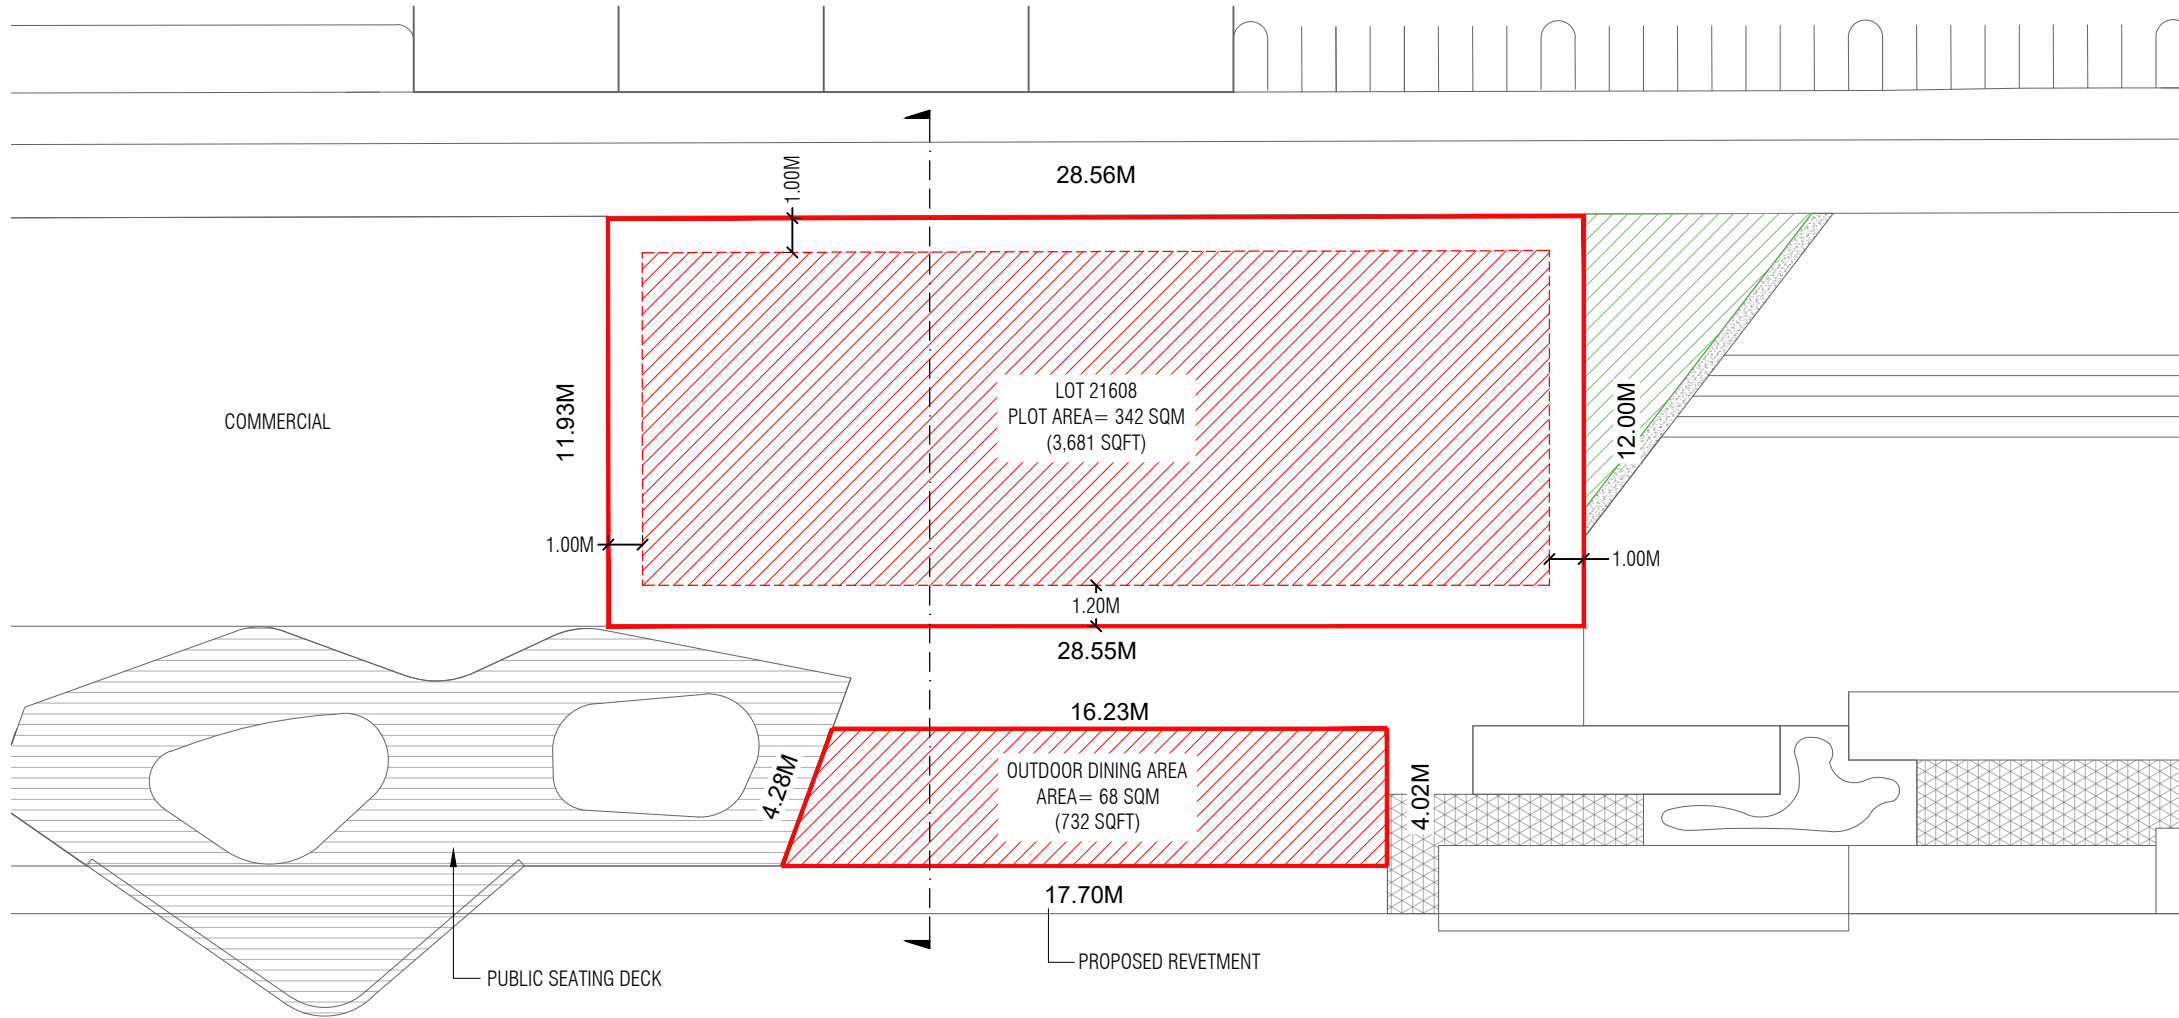 1.00M
28.56M
LOT 21608
PLOT AREA= 342 SQM
(3,681 SQFT)
COMMERCIAL
11.93M
12.00M
1.00M
1.00M
1.20M
28.55M
16.23M
4.28M
OUTDOOR DINING AREA
AREA= 68 SQM
(732 SQFT)
4.02M
17.70M
PROPOSED REVETMENT
PUBLIC SEATING DECK